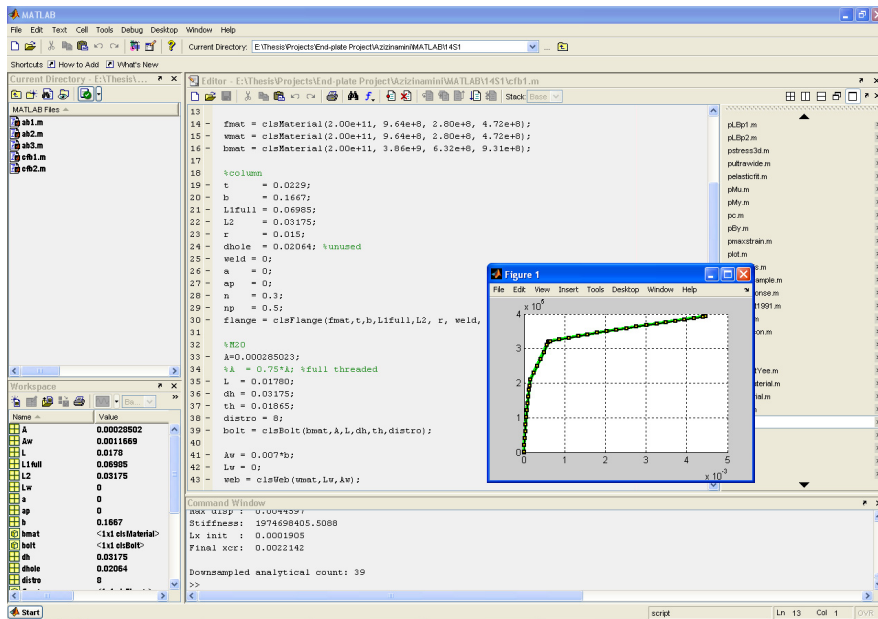 MATLAB
File Edit Text Cell Tools Debug Desktop Window Help
Current Directory: E:\Thesis\Projects\End-plate Project\Azizinamini\MATLAB\14S1
Shortcuts How to Add What's New
Current Directory - E:\Thesis\...
MATLAB Files
ab1.m
ab2.m
ab3.m
cfb1.m
cfb2.m
Workspace
Name Value
A 0.00028502
Aw 0.0011669
L 0.0178
L1full 0.06985
L2 0.03175
Lw 0
a 0
ap 0
b 0.1667
bmat <1x1 clsMaterial>
bolt <1x1 clsBolt>
dh 0.03175
dhole 0.02064
distro 8
Editor - E:\Thesis\Projects\End-plate Project\Azizinamini\MATLAB\14S1\cfb1.m
Stack: Base
13
14 - fmat = clsMaterial(2.00e+11, 9.64e+8, 2.80e+8, 4.72e+8);
15 - wmat = clsMaterial(2.00e+11, 9.64e+8, 2.80e+8, 4.72e+8);
16 - bmat = clsMaterial(2.00e+11, 3.86e+9, 6.32e+8, 9.31e+8);
17
18 %column
19 - t = 0.0229;
20 - b = 0.1667;
21 - L1full = 0.06985;
22 - L2 = 0.03175;
23 - r = 0.015;
24 - dhole = 0.02064; %unused
25 - weld = 0;
26 - a = 0;
27 - ap = 0;
28 - n = 0.3;
29 - np = 0.5;
30 - flange = clsFlange(fmat,t,b,L1full,L2, r, weld,
31
32 %M20
33 - A=0.000285023;
34 %A = 0.75*A; %full threaded
35 - L = 0.01780;
36 - dh = 0.03175;
37 - th = 0.01865;
38 - distro = 8;
39 - bolt = clsBolt(bmat,A,L,dh,th,distro);
40
41 - Aw = 0.007*b;
42 - Lw = 0;
43 - web = clsWeb(wmat,Lw,Aw);
pLBp1.m
pLBp2.m
pstress3d.m
pultrawide.m
pelasticfit.m
pMu.m
pMy.m
pc.m
pBy.m
pmaxstrain.m
plot.m
Figure 1
File Edit View Insert Tools Desktop Window Help
4
3
2
1
0
0 1 2 3 4 5
x 10-3
Command Window
max disp : 0.0044597
Stiffness: 1974698405.5088
Lx init : 0.0001905
Final xcr: 0.0022142
Downsampled analytical count: 39
>>
Start
script
Ln 13 Col 1 OVR